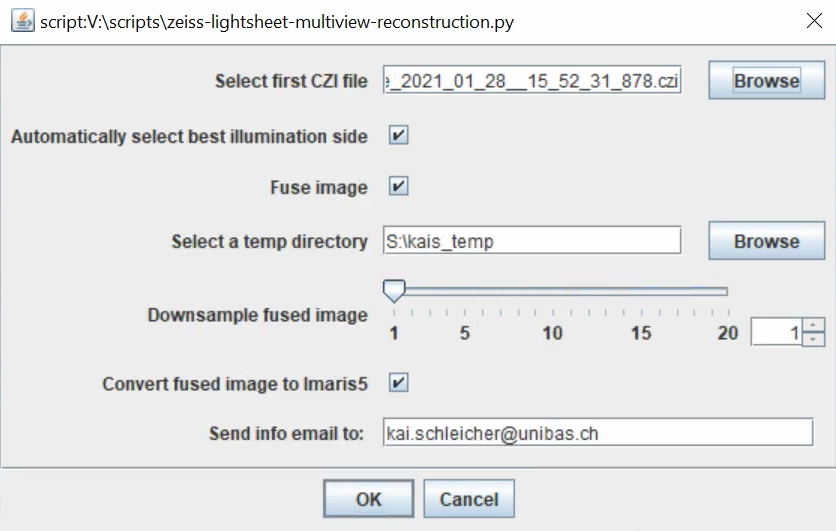 script:V:\scripts\zeiss-lightsheet-multiview-reconstruction.py
Select first CZI file
e_2021_01_28__15_52_31_878.czi
Browse
Automatically select best illumination side
Fuse image
Select a temp directory
S:\kais_temp
Browse
Downsample fused image
1 5 10 15 20
1
Convert fused image to Imaris5
Send info email to:
kai.schleicher@unibas.ch
OK
Cancel